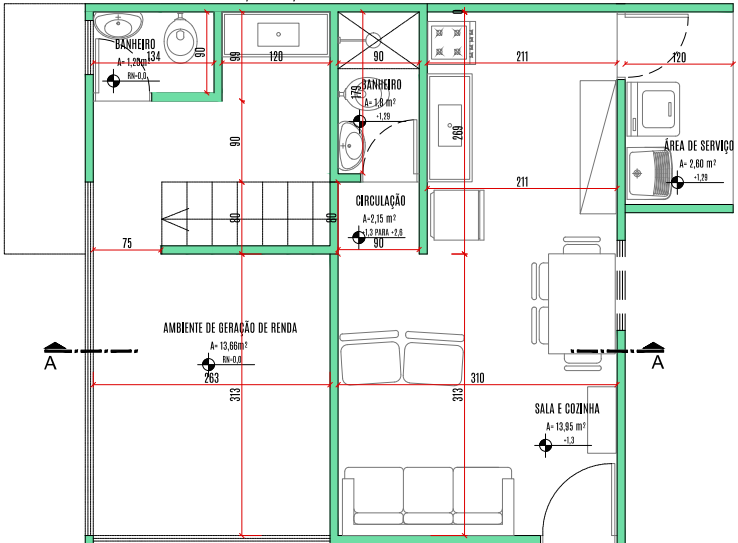 BANHEIRO
A= 1,20m²
RN=0,0
134
90
99
120
90
179
BANHEIRO
A= 1,8 m²
+1,29
90
211
269
211
120
ÁREA DE SERVIÇO
A= 2,60 m²
+1,29
CIRCULAÇÃO
A=2,15 m²
+1,3 PARA +2,6
90
80
80
75
AMBIENTE DE GERAÇÃO DE RENDA
A= 13,66m²
RN=0,0
263
313
A
A
310
313
SALA E COZINHA
A= 13,95 m²
+1,3